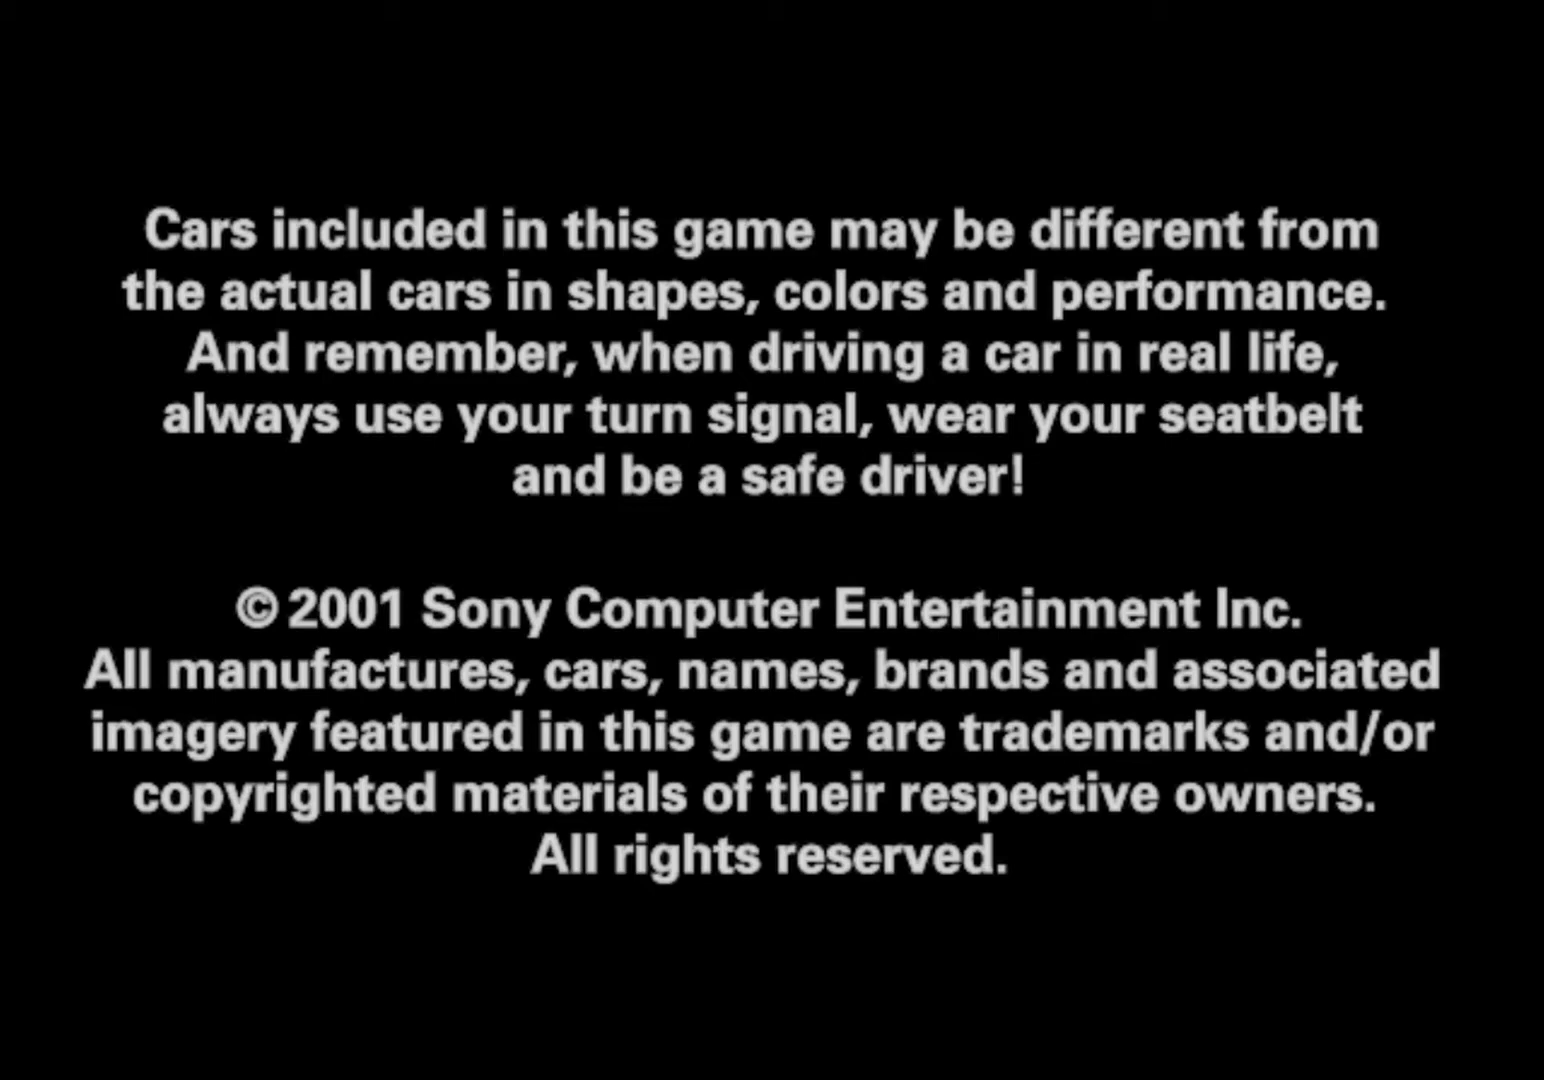 Cars included in this game may be different from
the actual cars in shapes, colors and performance.
And remember, when driving a car in real life,
always use your turn signal, wear your seatbelt
and be a safe driver!
© 2001 Sony Computer Entertainment Inc.
All manufactures, cars, names, brands and associated
imagery featured in this game are trademarks and/or
copyrighted materials of their respective owners.
All rights reserved.